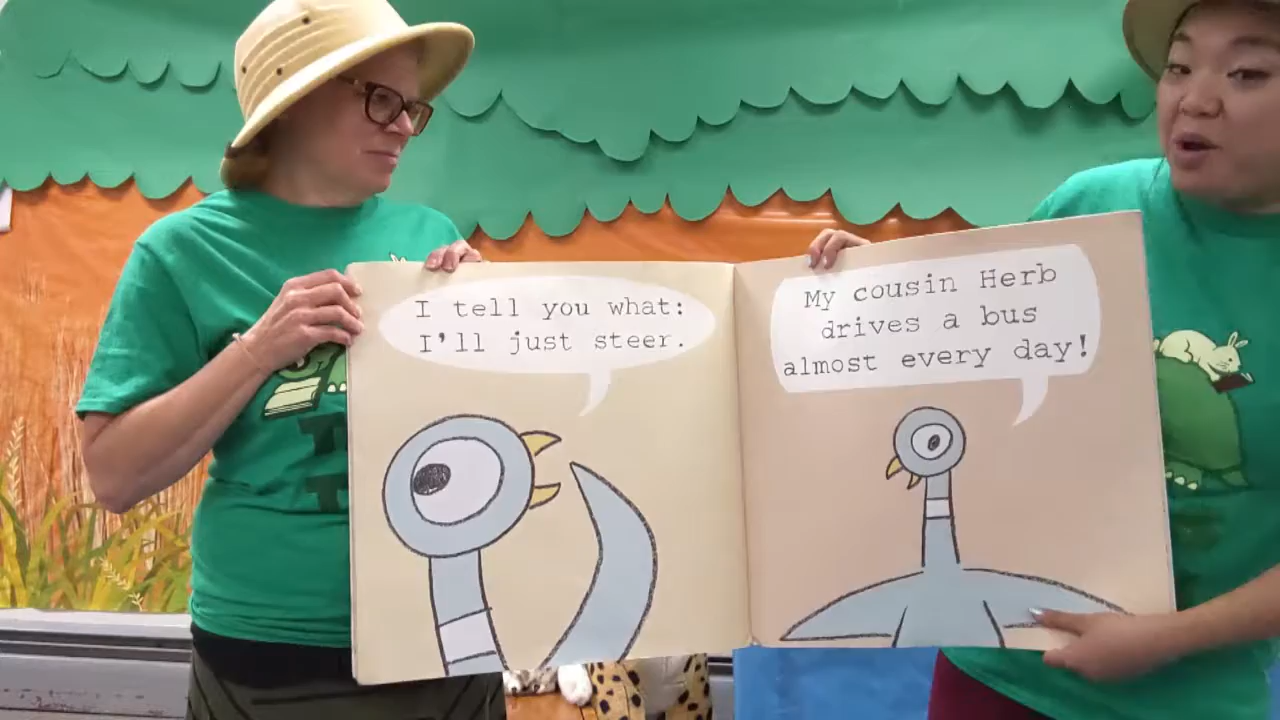 I tell you what:
I'll just steer.
My cousin Herb
drives a bus
almost every day!